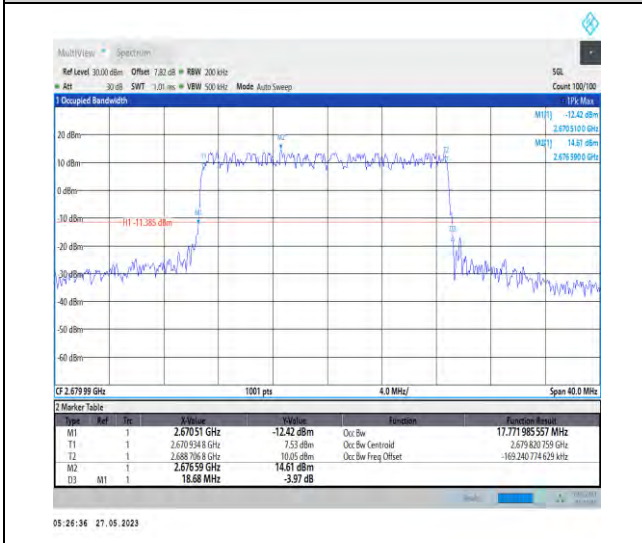 MultiView Spectrum
Ref Level 30.00 dBm Offset 7.82 dB RBW 200 kHz SGL
Att 30 dB SWT 1.01 ms VBW 500 kHz Mode Auto Sweep Count 100/100
1 Occupied Bandwidth 1Pk Max
M1[1] -12.42 dBm
2.670 510 0 GHz
M2[1] 14.61 dBm
2.676 590 0 GHz
20 dBm
10 dBm
0 dBm
-10 dBm
H1 -11.385 dBm
-20 dBm
-30 dBm
-40 dBm
-50 dBm
-60 dBm
M2
T1
T2
M1
D3
CF 2.679 99 GHz 1001 pts 4.0 MHz/ Span 40.0 MHz
2 Marker Table
Type Ref Trc X-Value Y-Value Function Function Result
M1 1 2.670 51 GHz -12.42 dBm Occ Bw 17.771 985 557 MHz
T1 1 2.670 934 8 GHz 7.53 dBm Occ Bw Centroid 2.679 820 759 GHz
T2 1 2.688 706 8 GHz 10.05 dBm Occ Bw Freq Offset -169.240 774 629 kHz
M2 1 2.676 59 GHz 14.61 dBm
D3 M1 1 18.68 MHz -3.97 dB
05:26:36 27.05.2023